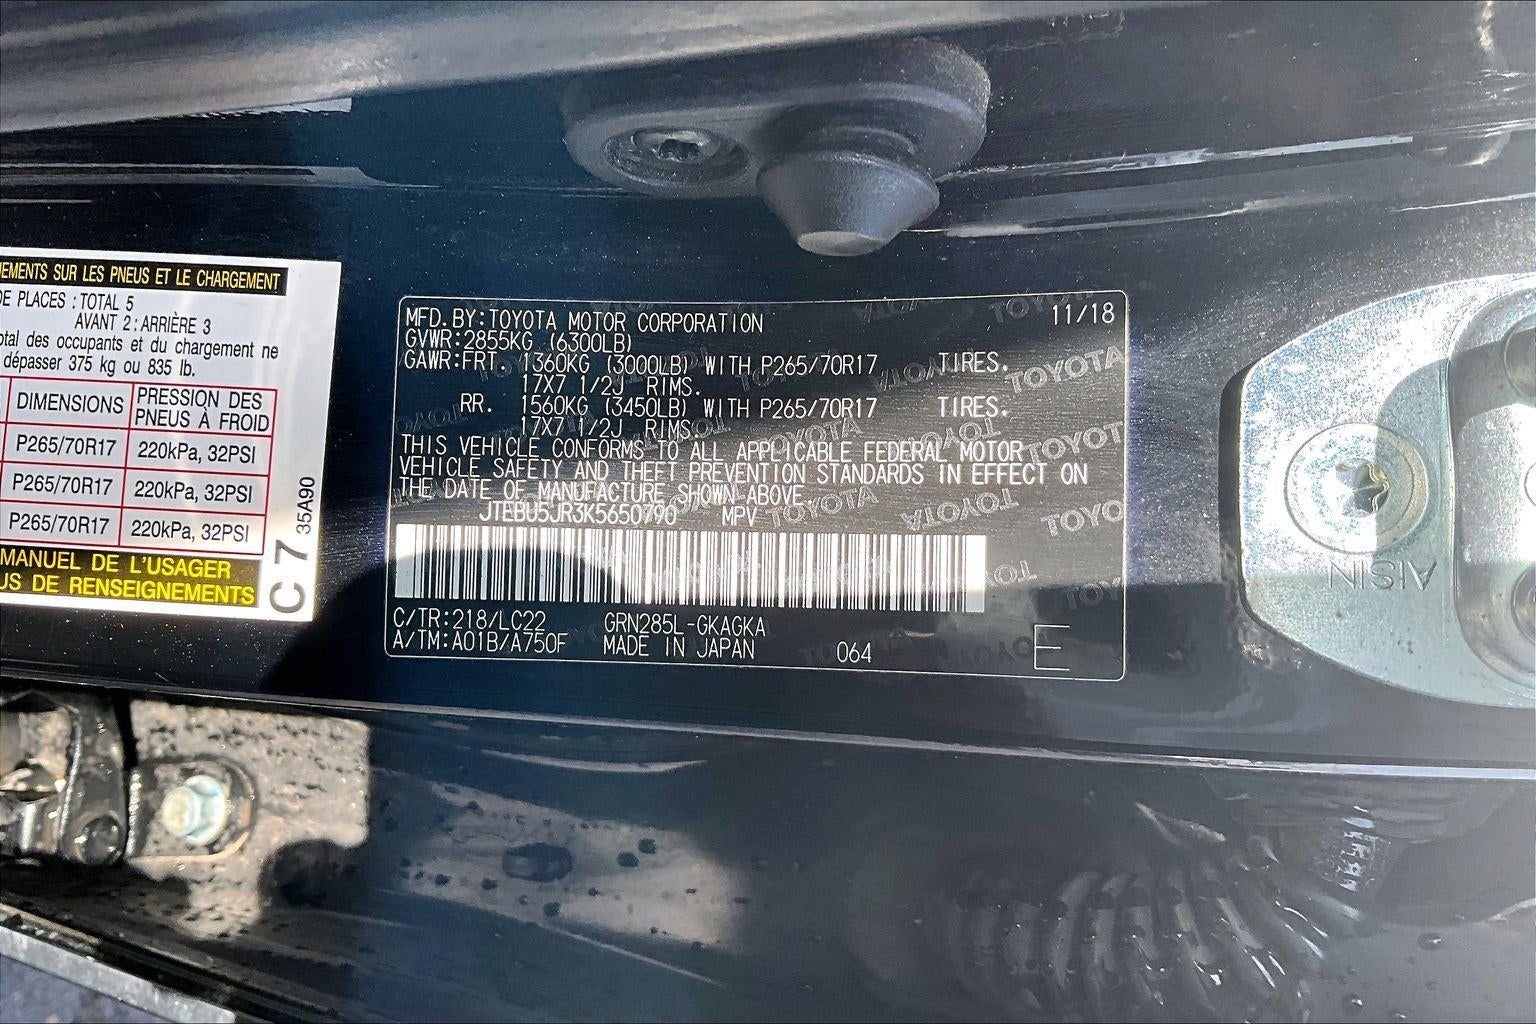 EMENTS SUR LES PNEUS ET LE CHARGEMENT
DE PLACES : TOTAL 5
AVANT 2 : ARRIÈRE 3
total des occupants et du chargement ne
dépasser 375 kg ou 835 lb.
DIMENSIONS PRESSION DES PNEUS À FROID
P265/70R17 220kPa, 32PSI
P265/70R17 220kPa, 32PSI
P265/70R17 220kPa, 32PSI
MANUEL DE L'USAGER
US DE RENSEIGNEMENTS
C 7 35A90
MFD. BY: TOYOTA MOTOR CORPORATION 11/18
GVWR: 2855KG (6300LB)
GAWR: FRT. 1360KG (3000LB) WITH P265/70R17 TIRES.
17X7 1/2J RIMS.
RR. 1560KG (3450LB) WITH P265/70R17 TIRES.
17X7 1/2J RIMS.
THIS VEHICLE CONFORMS TO ALL APPLICABLE FEDERAL MOTOR
VEHICLE SAFETY AND THEFT PREVENTION STANDARDS IN EFFECT ON
THE DATE OF MANUFACTURE SHOWN ABOVE
JTEBU5JR3K5650790 MPV
C/TR: 218/LC22 GRN285L-GKAGKA
A/TM: A01B/A750F MADE IN JAPAN 064 E
TOYOTA
AISIN